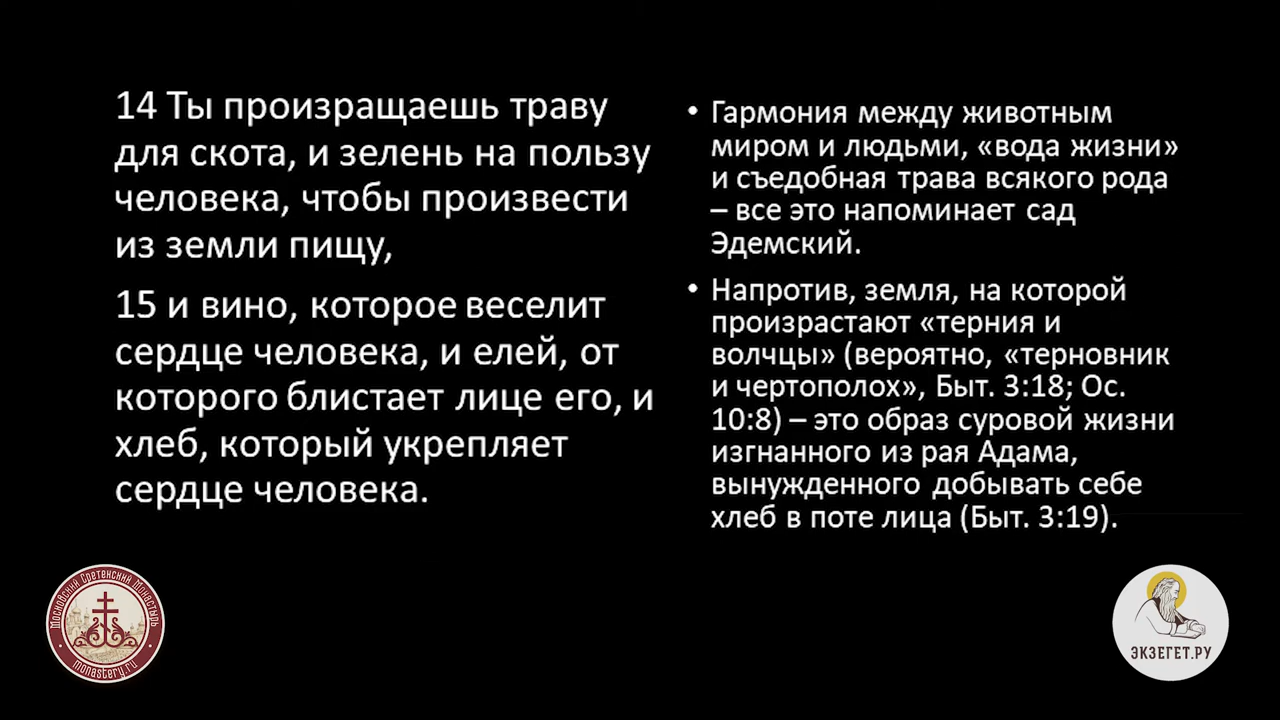 14 Ты произращаешь траву
для скота, и зелень на пользу
человека, чтобы произвести
из земли пищу,
15 и вино, которое веселит
сердце человека, и елей, от
которого блистает лице его, и
хлеб, который укрепляет
сердце человека.
• Гармония между животным
миром и людьми, «вода жизни»
и съедобная трава всякого рода
– все это напоминает сад
Эдемский.
• Напротив, земля, на которой
произрастают «терния и
волчцы» (вероятно, «терновник
и чертополох», Быт. 3:18; Ос.
10:8) – это образ суровой жизни
изгнанного из рая Адама,
вынужденного добывать себе
хлеб в поте лица (Быт. 3:19).
Московский Сретенский Монастырь
monastery.ru
ЭКЗЕГЕТ.РУ